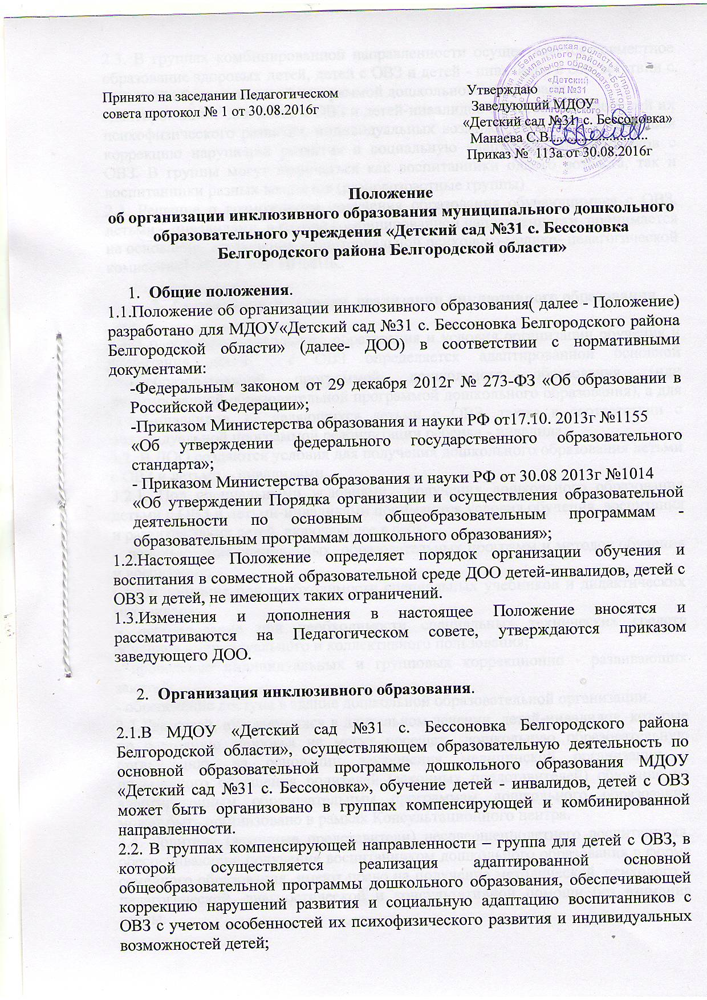 Принято на заседании Педагогическом
совета протокол № 1 от 30.08.2016г
Утверждаю
Заведующий МДОУ
«Детский сад №31 с. Бессоновка»
Манаева С.В.
Приказ № 113а от 30.08.2016г
«Детский
сад №31
с. Бессоновка
Белгородского
Белгородской
Положение
об организации инклюзивного образования муниципального дошкольного
образовательного учреждения «Детский сад №31 с. Бессоновка
Белгородского района Белгородской области»
1. Общие положения.
1.1.Положение об организации инклюзивного образования( далее - Положение)
разработано для МДОУ«Детский сад №31 с. Бессоновка Белгородского района
Белгородской области» (далее- ДОО) в соответствии с нормативными
документами:
-Федеральным законом от 29 декабря 2012г № 273-ФЗ «Об образовании в
Российской Федерации»;
-Приказом Министерства образования и науки РФ от17.10. 2013г №1155
«Об утверждении федерального государственного образовательного
стандарта»;
- Приказом Министерства образования и науки РФ от 30.08 2013г №1014
«Об утверждении Порядка организации и осуществления образовательной
деятельности по основным общеобразовательным программам -
образовательным программам дошкольного образования»;
1.2.Настоящее Положение определяет порядок организации обучения и
воспитания в совместной образовательной среде ДОО детей-инвалидов, детей с
ОВЗ и детей, не имеющих таких ограничений.
1.3.Изменения и дополнения в настоящее Положение вносятся и
рассматриваются на Педагогическом совете, утверждаются приказом
заведующего ДОО.
2. Организация инклюзивного образования.
2.1.В МДОУ «Детский сад №31 с. Бессоновка Белгородского района
Белгородской области», осуществляющем образовательную деятельность по
основной образовательной программе дошкольного образования МДОУ
«Детский сад №31 с. Бессоновка», обучение детей - инвалидов, детей с ОВЗ
может быть организовано в группах компенсирующей и комбинированной
направленности.
2.2. В группах компенсирующей направленности – группа для детей с ОВЗ, в
которой осуществляется реализация адаптированной основной
общеобразовательной программы дошкольного образования, обеспечивающей
коррекцию нарушений развития и социальную адаптацию воспитанников с
ОВЗ с учетом особенностей их психофизического развития и индивидуальных
возможностей детей;